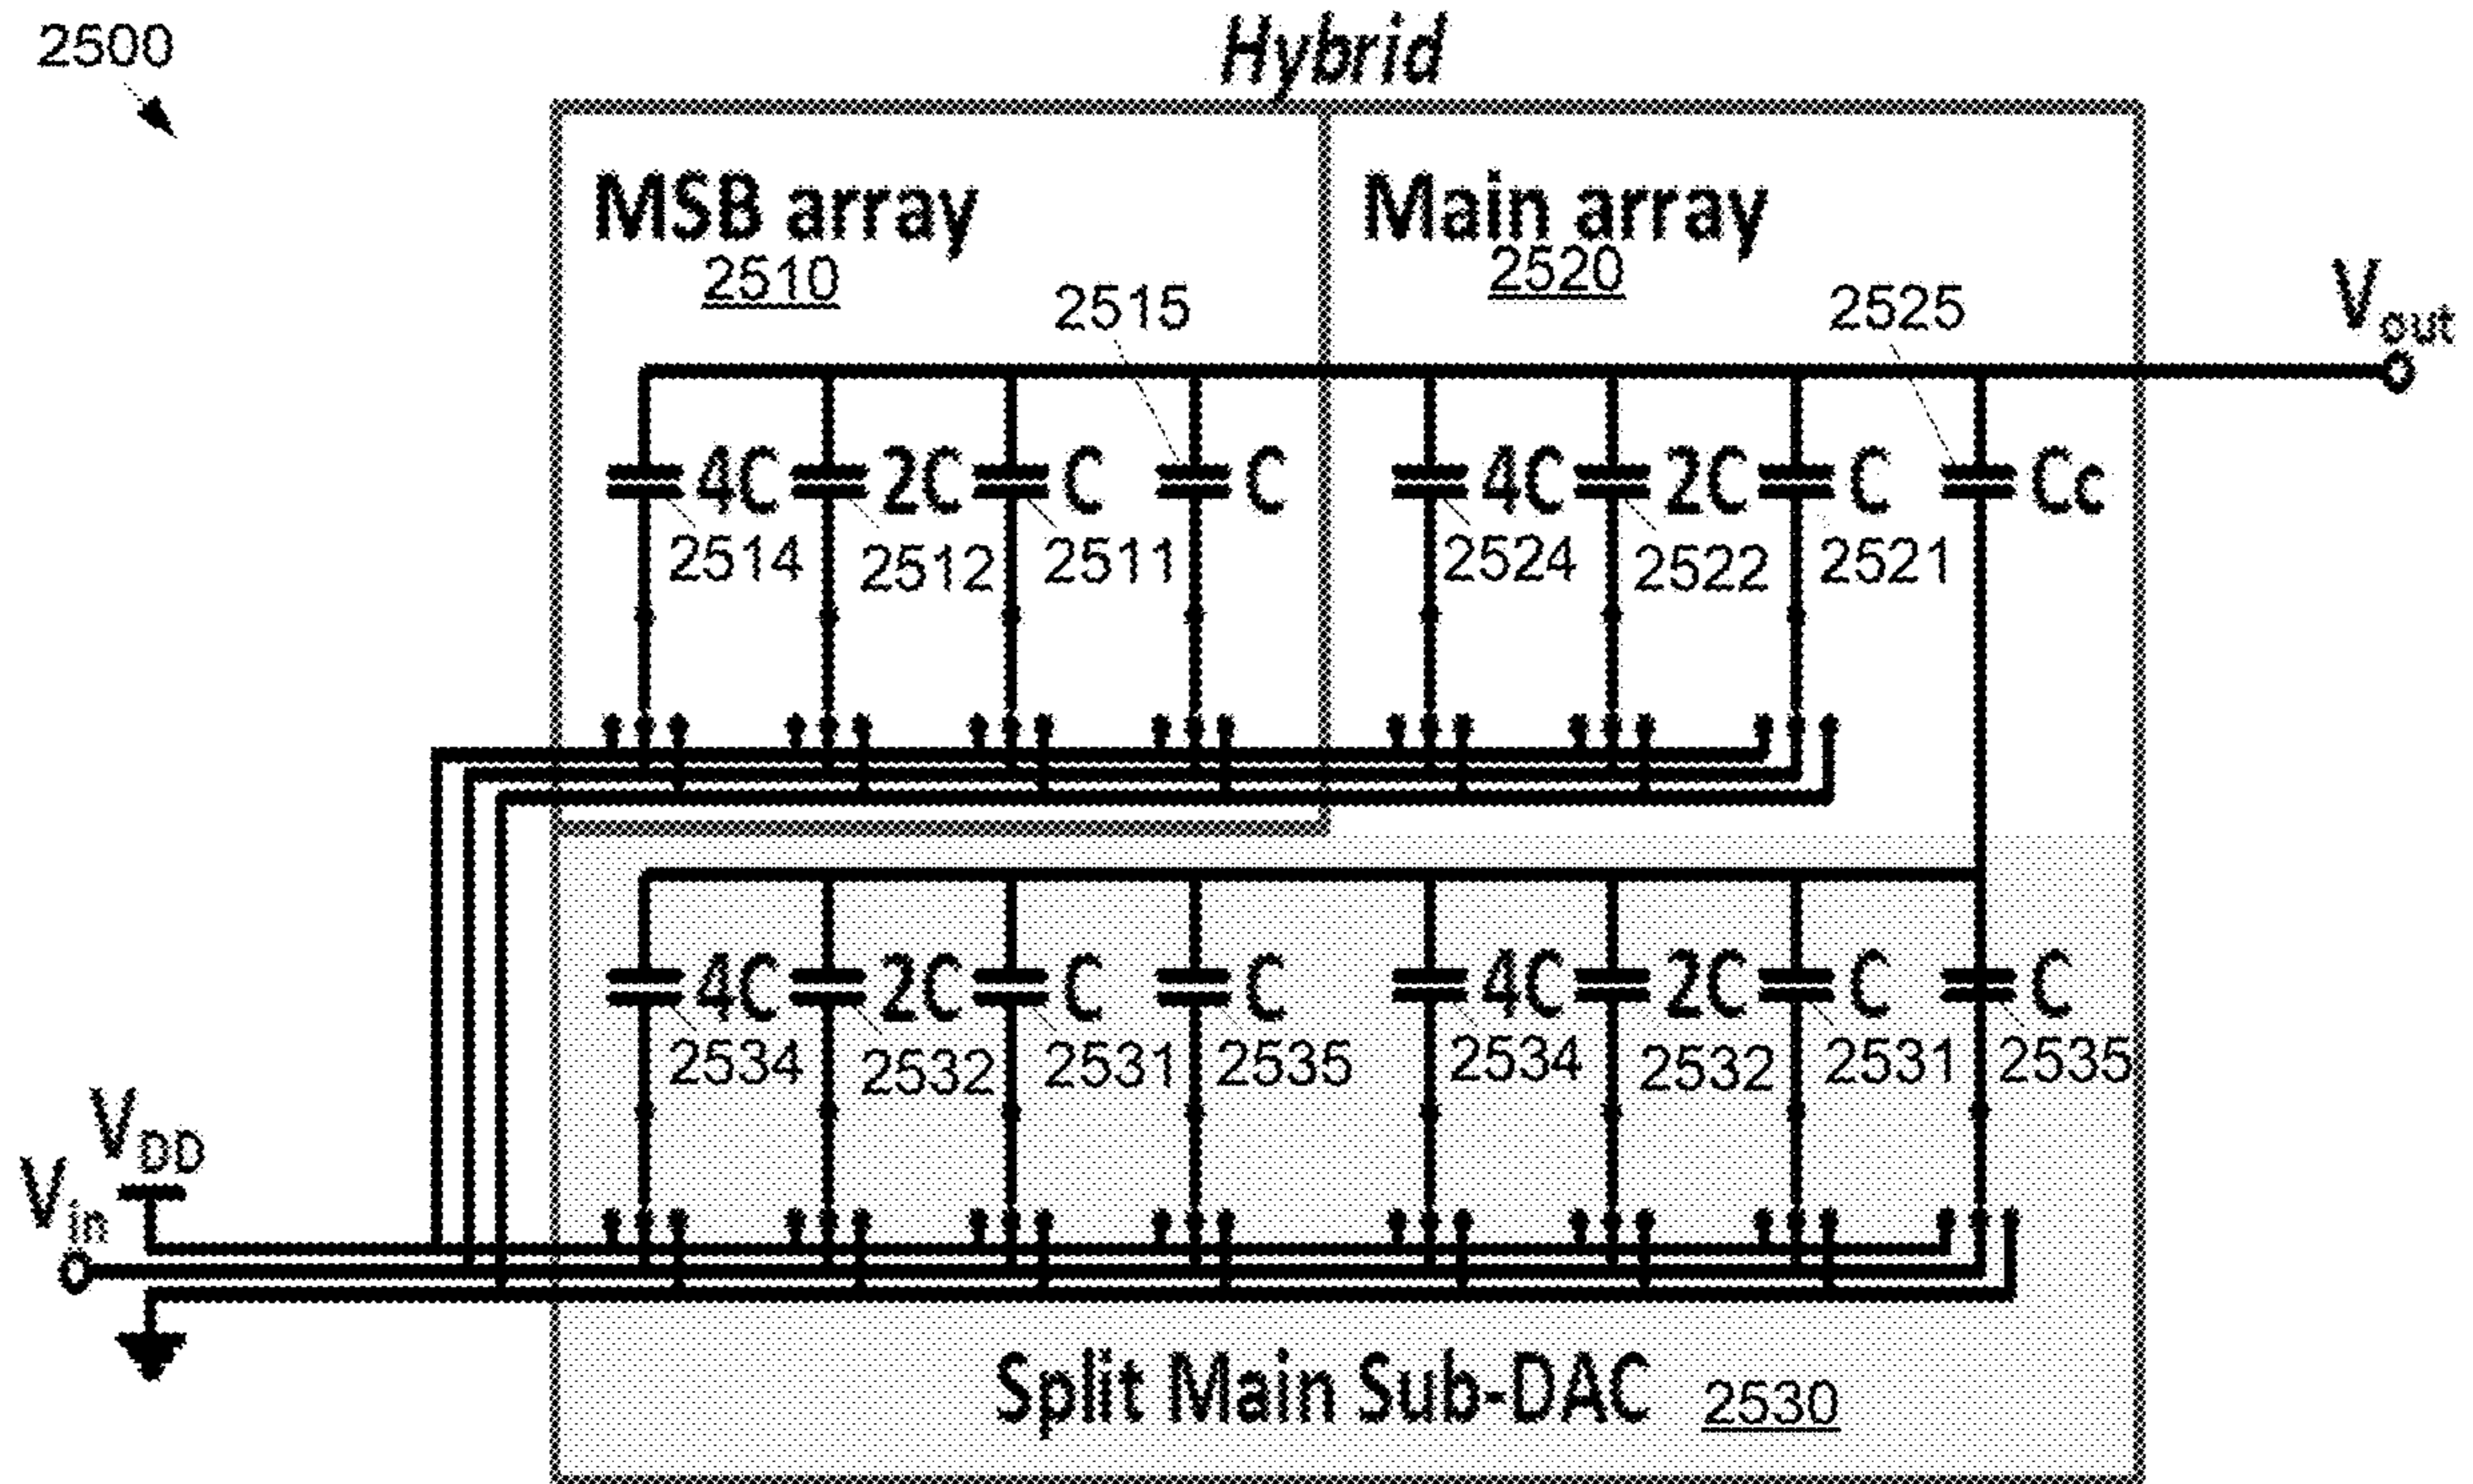 2500
Hybrid
MSB array
2510
Main array
2520
2515
2525
Vout
4C 2C C C 4C 2C C Cc
2514 2512 2511 2524 2522 2521
4C 2C C C 4C 2C C C
2534 2532 2531 2535 2534 2532 2531 2535
VDD
Vin
Split Main Sub-DAC 2530